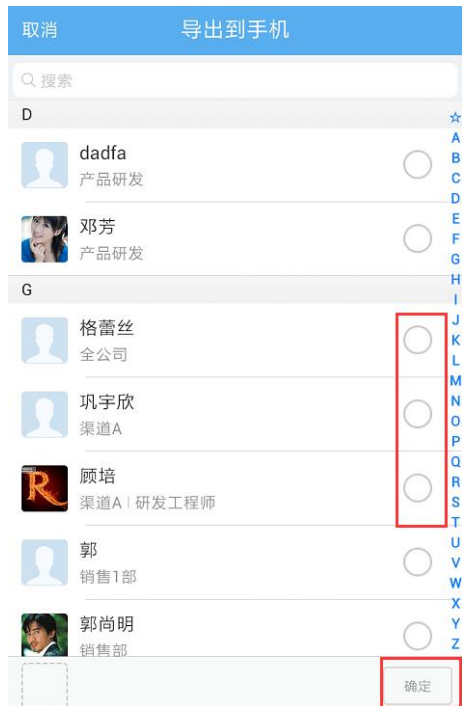 取消 导出到手机
搜索
D
dadfa
产品研发
邓芳
产品研发
G
格蕾丝
全公司
巩宇欣
渠道A
顾培
渠道A | 研发工程师
郭
销售1部
郭尚明
销售部
确定
☆
A
B
C
D
E
F
G
H
I
J
K
L
M
N
O
P
Q
R
S
T
U
V
W
X
Y
Z